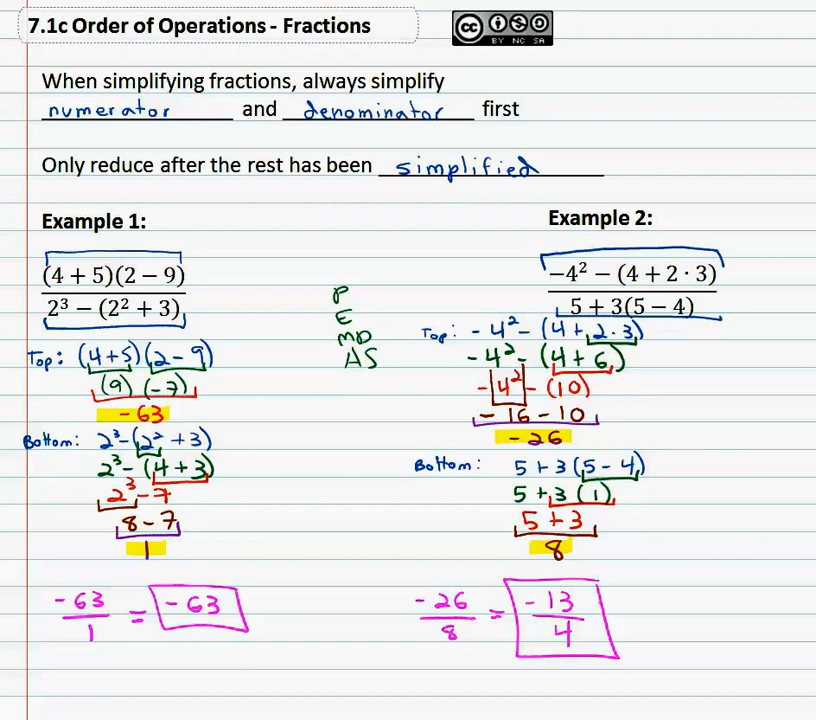 7.1c Order of Operations - Fractions
cc BY NC SA
When simplifying fractions, always simplify
numerator and denominator first
Only reduce after the rest has been simplified
Example 1:
(4 + 5)(2 − 9)
2³ − (2² + 3)
Top: (4+5)(2-9)
(9)(-7)
-63
Bottom: 2³-(2²+3)
2³-(4+3)
2³-7
8-7
1
-63/1 = -63
P
E
MD
AS
Example 2:
−4² − (4 + 2 · 3)
5 + 3(5 − 4)
Top: -4² - (4+2·3)
-4² - (4+6)
-4² - (10)
-16-10
-26
Bottom: 5+3(5-4)
5+3(1)
5+3
8
-26/8 = -13/4